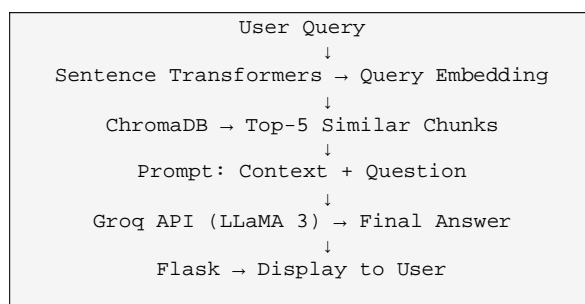 User Query
↓
Sentence Transformers → Query Embedding
↓
ChromaDB → Top-5 Similar Chunks
↓
Prompt: Context + Question
↓
Groq API (LLaMA 3) → Final Answer
↓
Flask → Display to User